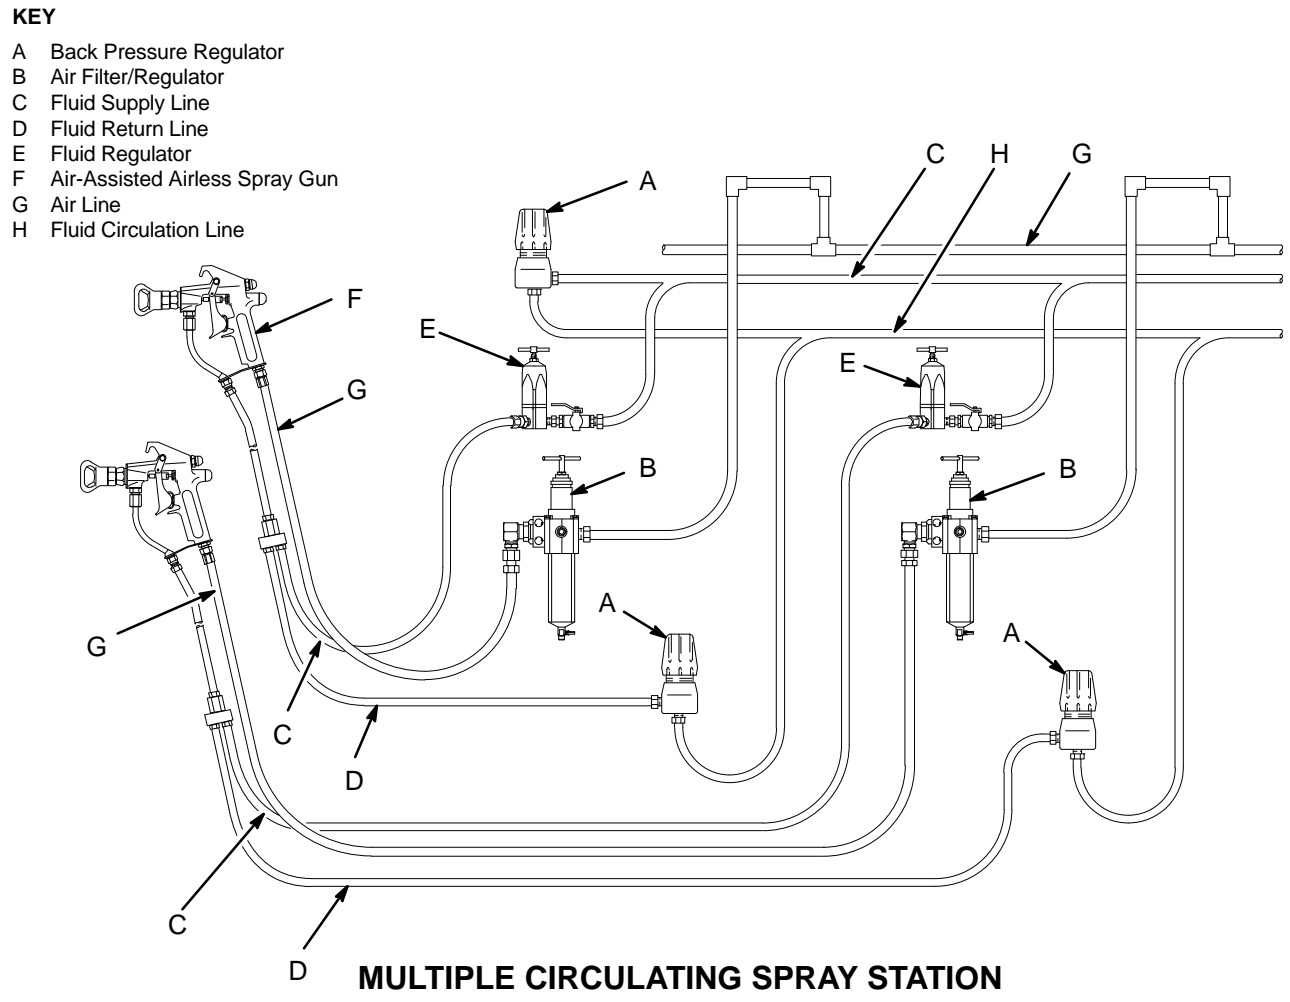 KEY
A Back Pressure Regulator
B Air Filter/Regulator
C Fluid Supply Line
D Fluid Return Line
E Fluid Regulator
F Air-Assisted Airless Spray Gun
G Air Line
H Fluid Circulation Line
C H G
A
F
E
E
G
B
B
A
A
G
C
D
C
D
MULTIPLE CIRCULATING SPRAY STATION